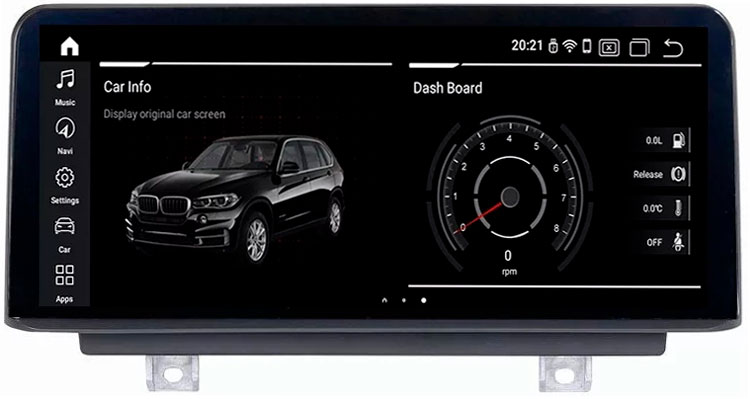 20:21
Music
Navi
Settings
Car
Apps
Car Info
Display original car screen
Dash Board
0
1
2
3
4
5
6
7
8
0
rpm
0.0L
Release
0.0℃
OFF